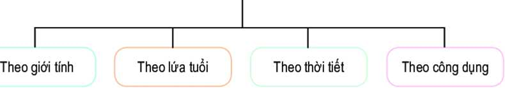 Theo giới tính
Theo lứa tuổi
Theo thời tiết
Theo công dụng